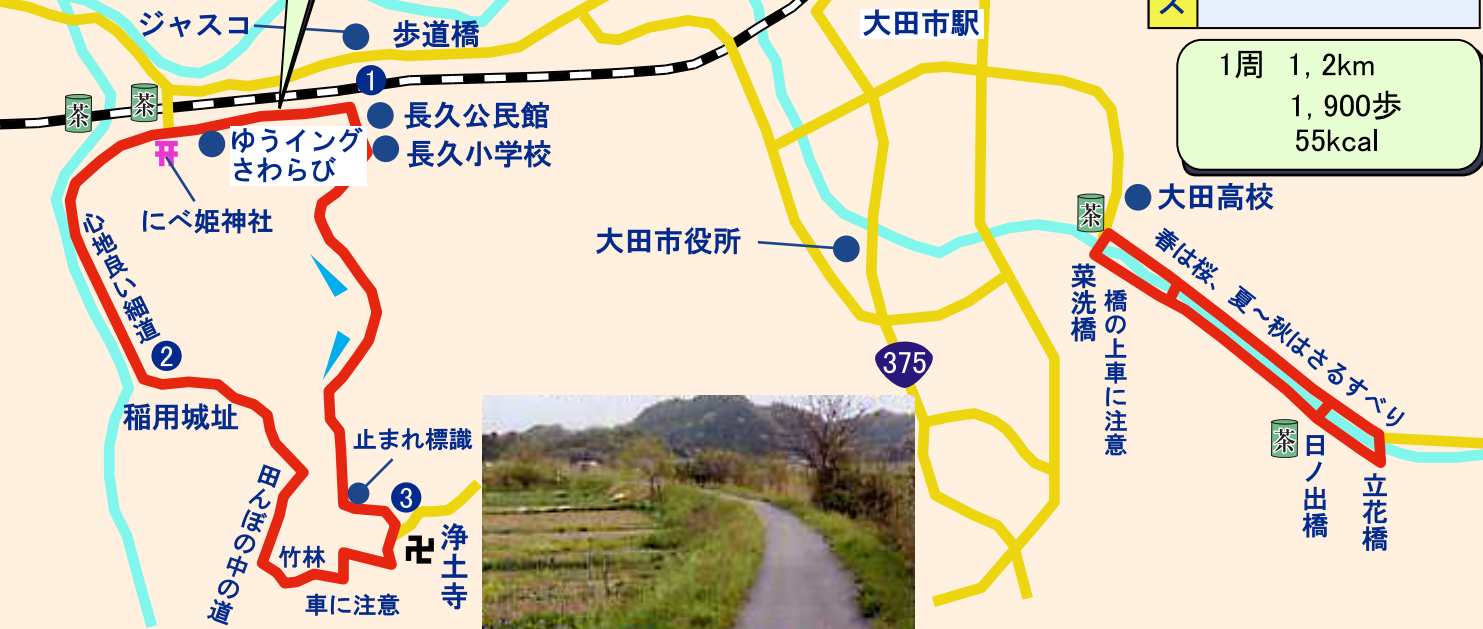 ジャスコ
歩道橋
大田市駅
ス
1周 1,2km
1,900歩
55kcal
茶
茶
1
長久公民館
長久小学校
ゆうイング
さわらび
にべ姫神社
心地良い細道
2
稲用城址
田んぼの中の道
竹林
車に注意
止まれ標識
3
浄土寺
大田市役所
375
茶
大田高校
菜洗橋
橋の上車に注意
春は桜、夏～秋はさるすべり
茶
日ノ出橋
立花橋